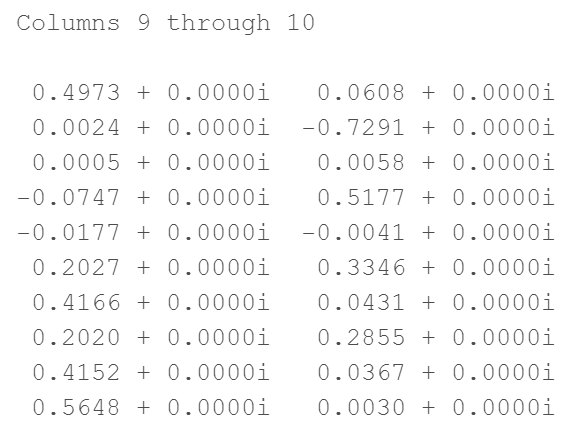 Columns 9 through 10
0.4973 + 0.0000i   0.0608 + 0.0000i
0.0024 + 0.0000i  -0.7291 + 0.0000i
0.0005 + 0.0000i   0.0058 + 0.0000i
-0.0747 + 0.0000i   0.5177 + 0.0000i
-0.0177 + 0.0000i  -0.0041 + 0.0000i
0.2027 + 0.0000i   0.3346 + 0.0000i
0.4166 + 0.0000i   0.0431 + 0.0000i
0.2020 + 0.0000i   0.2855 + 0.0000i
0.4152 + 0.0000i   0.0367 + 0.0000i
0.5648 + 0.0000i   0.0030 + 0.0000i